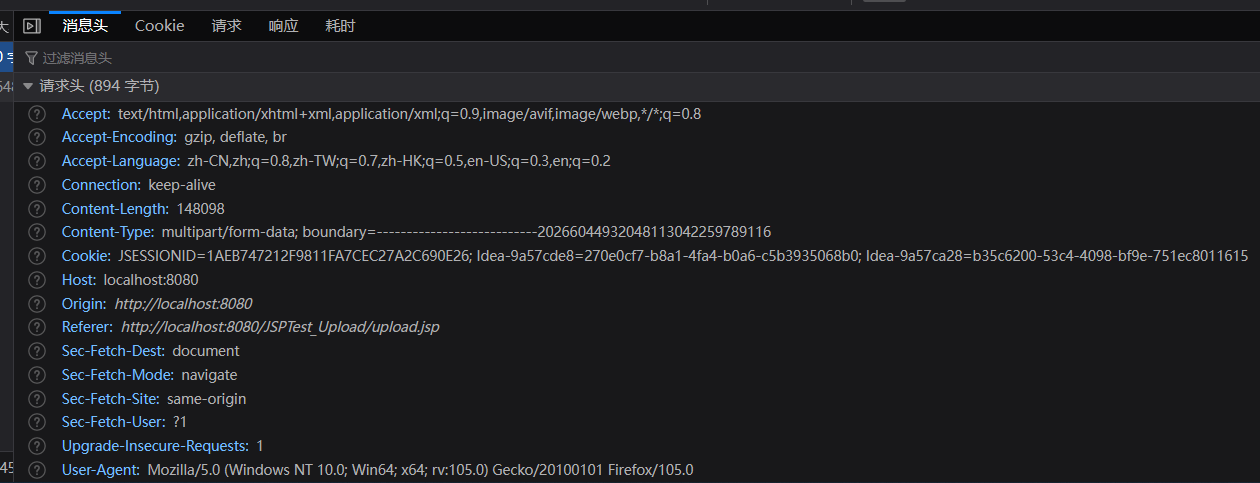 大
消息头 Cookie 请求 响应 耗时
过滤消息头
请求头 (894 字节)
Accept: text/html,application/xhtml+xml,application/xml;q=0.9,image/avif,image/webp,*/*;q=0.8
Accept-Encoding: gzip, deflate, br
Accept-Language: zh-CN,zh;q=0.8,zh-TW;q=0.7,zh-HK;q=0.5,en-US;q=0.3,en;q=0.2
Connection: keep-alive
Content-Length: 148098
Content-Type: multipart/form-data; boundary=---------------------------20266044932048113042259789116
Cookie: JSESSIONID=1AEB747212F9811FA7CEC27A2C690E26; Idea-9a57cde8=270e0cf7-b8a1-4fa4-b0a6-c5b3935068b0; Idea-9a57ca28=b35c6200-53c4-4098-bf9e-751ec8011615
Host: localhost:8080
Origin: http://localhost:8080
Referer: http://localhost:8080/JSPTest_Upload/upload.jsp
Sec-Fetch-Dest: document
Sec-Fetch-Mode: navigate
Sec-Fetch-Site: same-origin
Sec-Fetch-User: ?1
Upgrade-Insecure-Requests: 1
User-Agent: Mozilla/5.0 (Windows NT 10.0; Win64; x64; rv:105.0) Gecko/20100101 Firefox/105.0